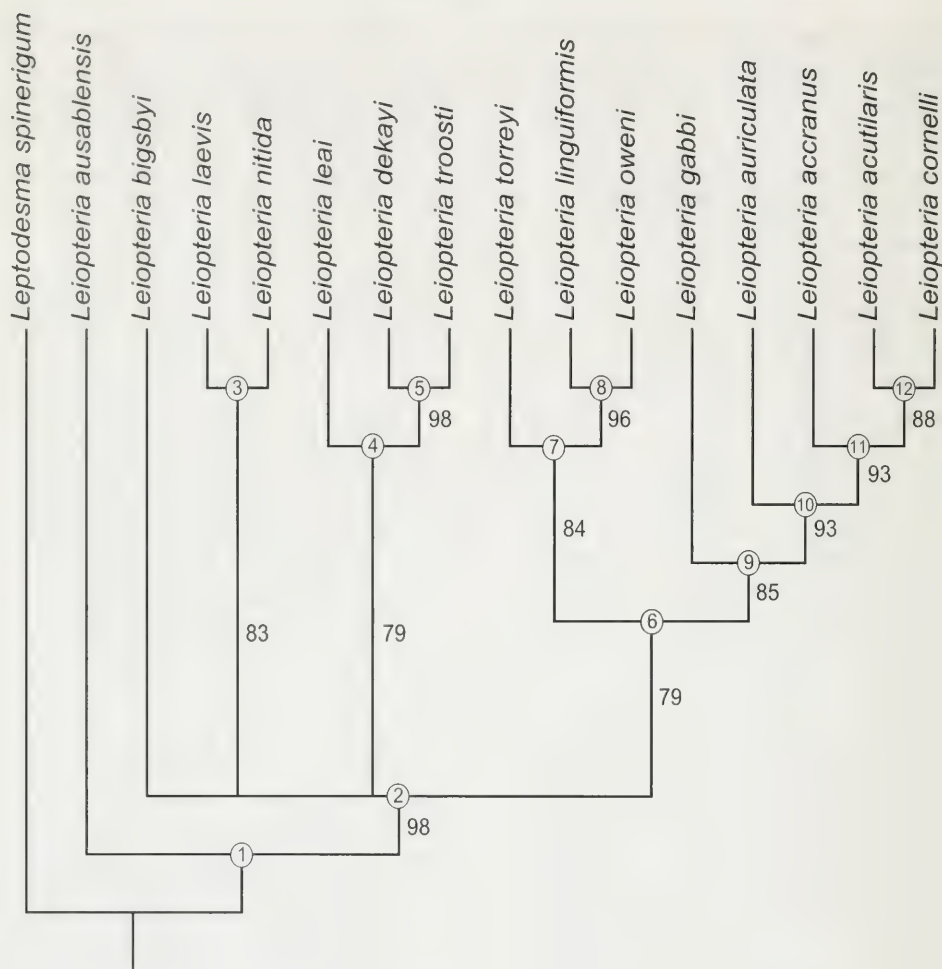 Leptodesma spinerigum
Leiopteria ausablensis
Leiopteria bigsbyi
Leiopteria laevis
Leiopteria nitida
Leiopteria leai
Leiopteria dekayi
Leiopteria troosti
Leiopteria torreyi
Leiopteria linguiformis
Leiopteria oweni
Leiopteria gabbi
Leiopteria auriculata
Leiopteria accranus
Leiopteria acutilaris
Leiopteria cornelli
3
5
8
12
98
96
88
4
7
11
93
10
84
93
9
85
83
79
6
79
2
98
1